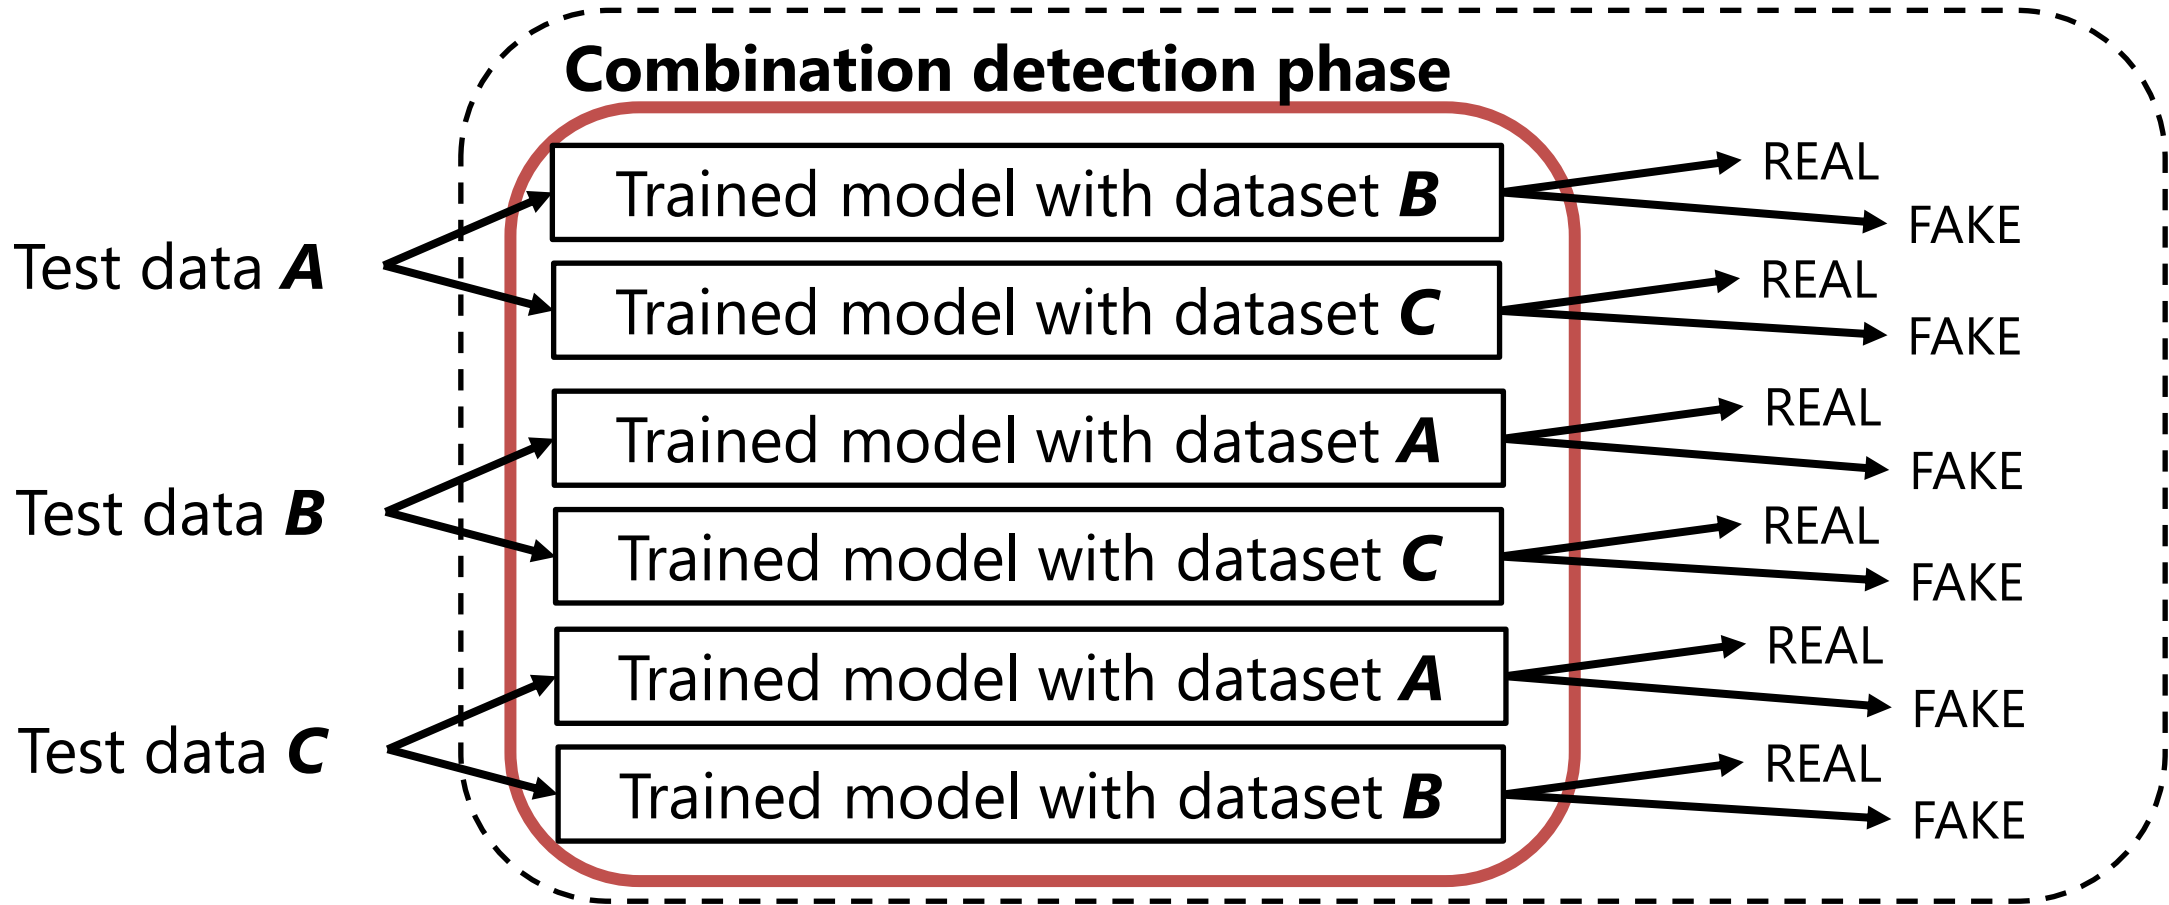 Combination detection phase
Test data A
Trained model with dataset B
REAL
FAKE
Trained model with dataset C
REAL
FAKE
Test data B
Trained model with dataset A
REAL
FAKE
Trained model with dataset C
REAL
FAKE
Test data C
Trained model with dataset A
REAL
FAKE
Trained model with dataset B
REAL
FAKE